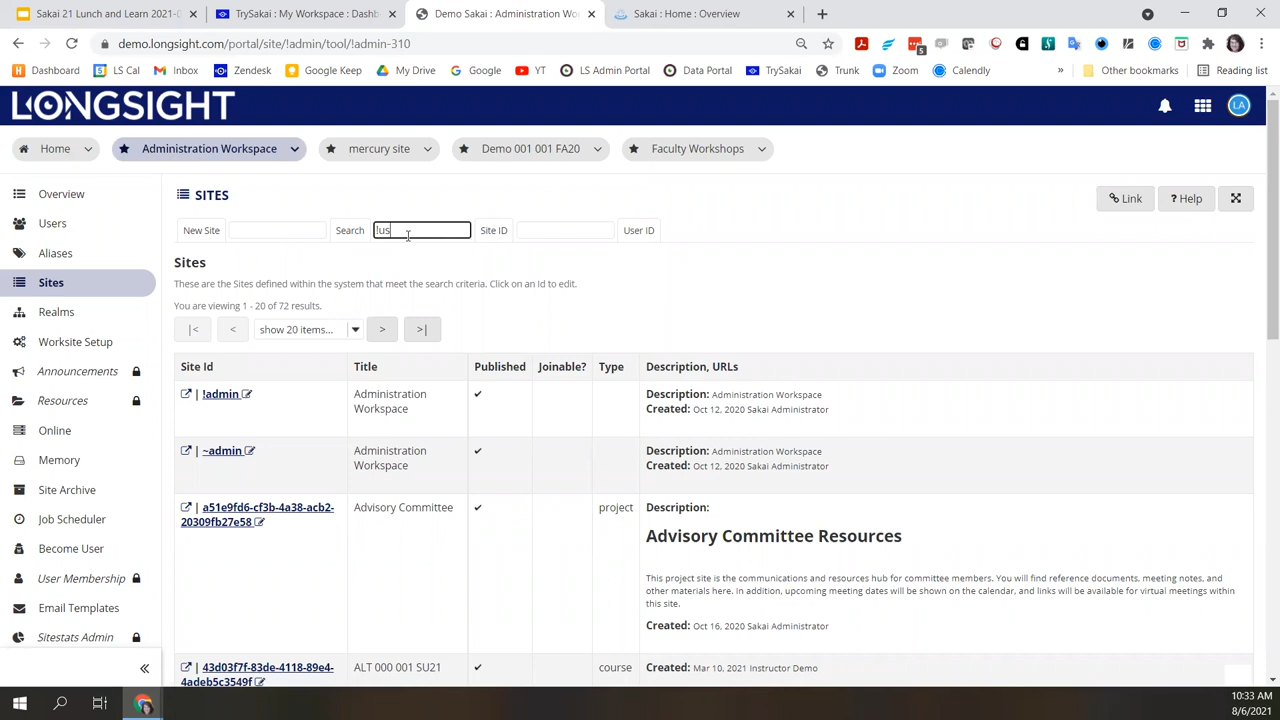 Sakai 21 Lunch and Learn 2021-0
TrySakai : My Workspace : Dashb
Demo Sakai : Administration Wo
Sakai : Home : Overview
demo.longsight.com/portal/site/!admin/tool/!admin-310
5
Dashboard
LS Cal
Inbox
Zendesk
Google Keep
My Drive
Google
YT
LS Admin Portal
Data Portal
TrySakai
Trunk
Zoom
Calendly
»
Other bookmarks
Reading list
LONGSIGHT
LA
Home
Administration Workspace
mercury site
Demo 001 001 FA20
Faculty Workshops
Overview
Users
Aliases
Sites
Realms
Worksite Setup
Announcements
Resources
Online
Memory
Site Archive
Job Scheduler
Become User
User Membership
Email Templates
Sitestats Admin
SITES
Link
? Help
New Site
Search
!us
Site ID
User ID
Sites
These are the Sites defined within the system that meet the search criteria. Click on an Id to edit.
You are viewing 1 - 20 of 72 results.
|<
<
show 20 items...
>
>|
Site Id
Title
Published
Joinable?
Type
Description, URLs
| !admin
Administration
Workspace
Description: Administration Workspace
Created: Oct 12, 2020 Sakai Administrator
| ~admin
Administration
Workspace
Description: Administration Workspace
Created: Oct 12, 2020 Sakai Administrator
| a51e9fd6-cf3b-4a38-acb2-
20309fb27e58
Advisory Committee
project
Description:
Advisory Committee Resources
This project site is the communications and resources hub for committee members. You will find reference documents, meeting notes, and
other materials here. In addition, upcoming meeting dates will be shown on the calendar, and links will be available for virtual meetings within
this site.
Created: Oct 16, 2020 Sakai Administrator
| 43d03f7f-83de-4118-89e4-
4adeb5c3549f
ALT 000 001 SU21
course
Created: Mar 10, 2021 Instructor Demo
10:33 AM
8/6/2021